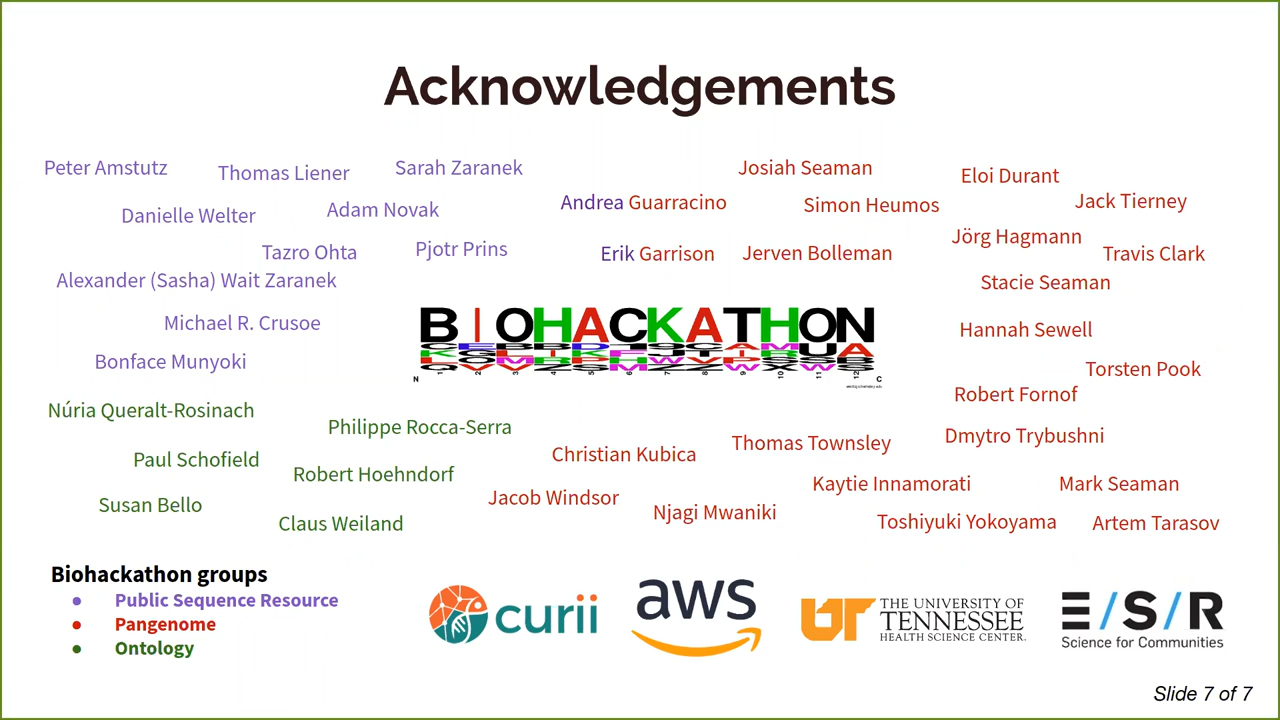 Acknowledgements
Peter Amstutz
Thomas Liener
Sarah Zaranek
Josiah Seaman
Eloi Durant
Danielle Welter
Adam Novak
Andrea Guarracino
Simon Heumos
Jack Tierney
Tazro Ohta
Pjotr Prins
Erik Garrison
Jerven Bolleman
Jörg Hagmann
Travis Clark
Alexander (Sasha) Wait Zaranek
Stacie Seaman
Michael R. Crusoe
BIOHACKATHON
N
C
Hannah Sewell
Bonface Munyoki
Torsten Pook
Robert Fornof
Núria Queralt-Rosinach
Philippe Rocca-Serra
Christian Kubica
Thomas Townsley
Dmytro Trybushni
Paul Schofield
Robert Hoehndorf
Jacob Windsor
Kaytie Innamorati
Mark Seaman
Susan Bello
Claus Weiland
Njagi Mwaniki
Toshiyuki Yokoyama
Artem Tarasov
Biohackathon groups
● Public Sequence Resource
● Pangenome
● Ontology
curii
aws
UT
THE UNIVERSITY OF
TENNESSEE
HEALTH SCIENCE CENTER.
E/S/R
Science for Communities
Slide 7 of 7